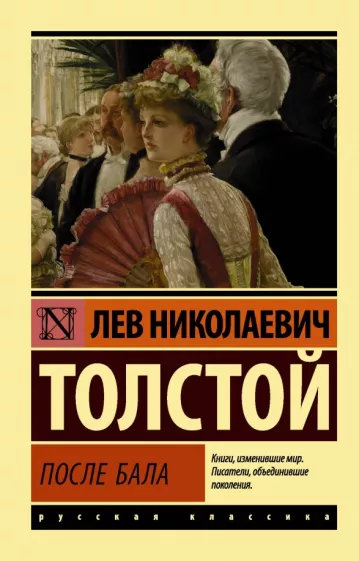 N
ЛЕВ НИКОЛАЕВИЧ
ТОЛСТОЙ
ПОСЛЕ БАЛА
Книги, изменившие мир.
Писатели, объединившие
поколения.
русская классика